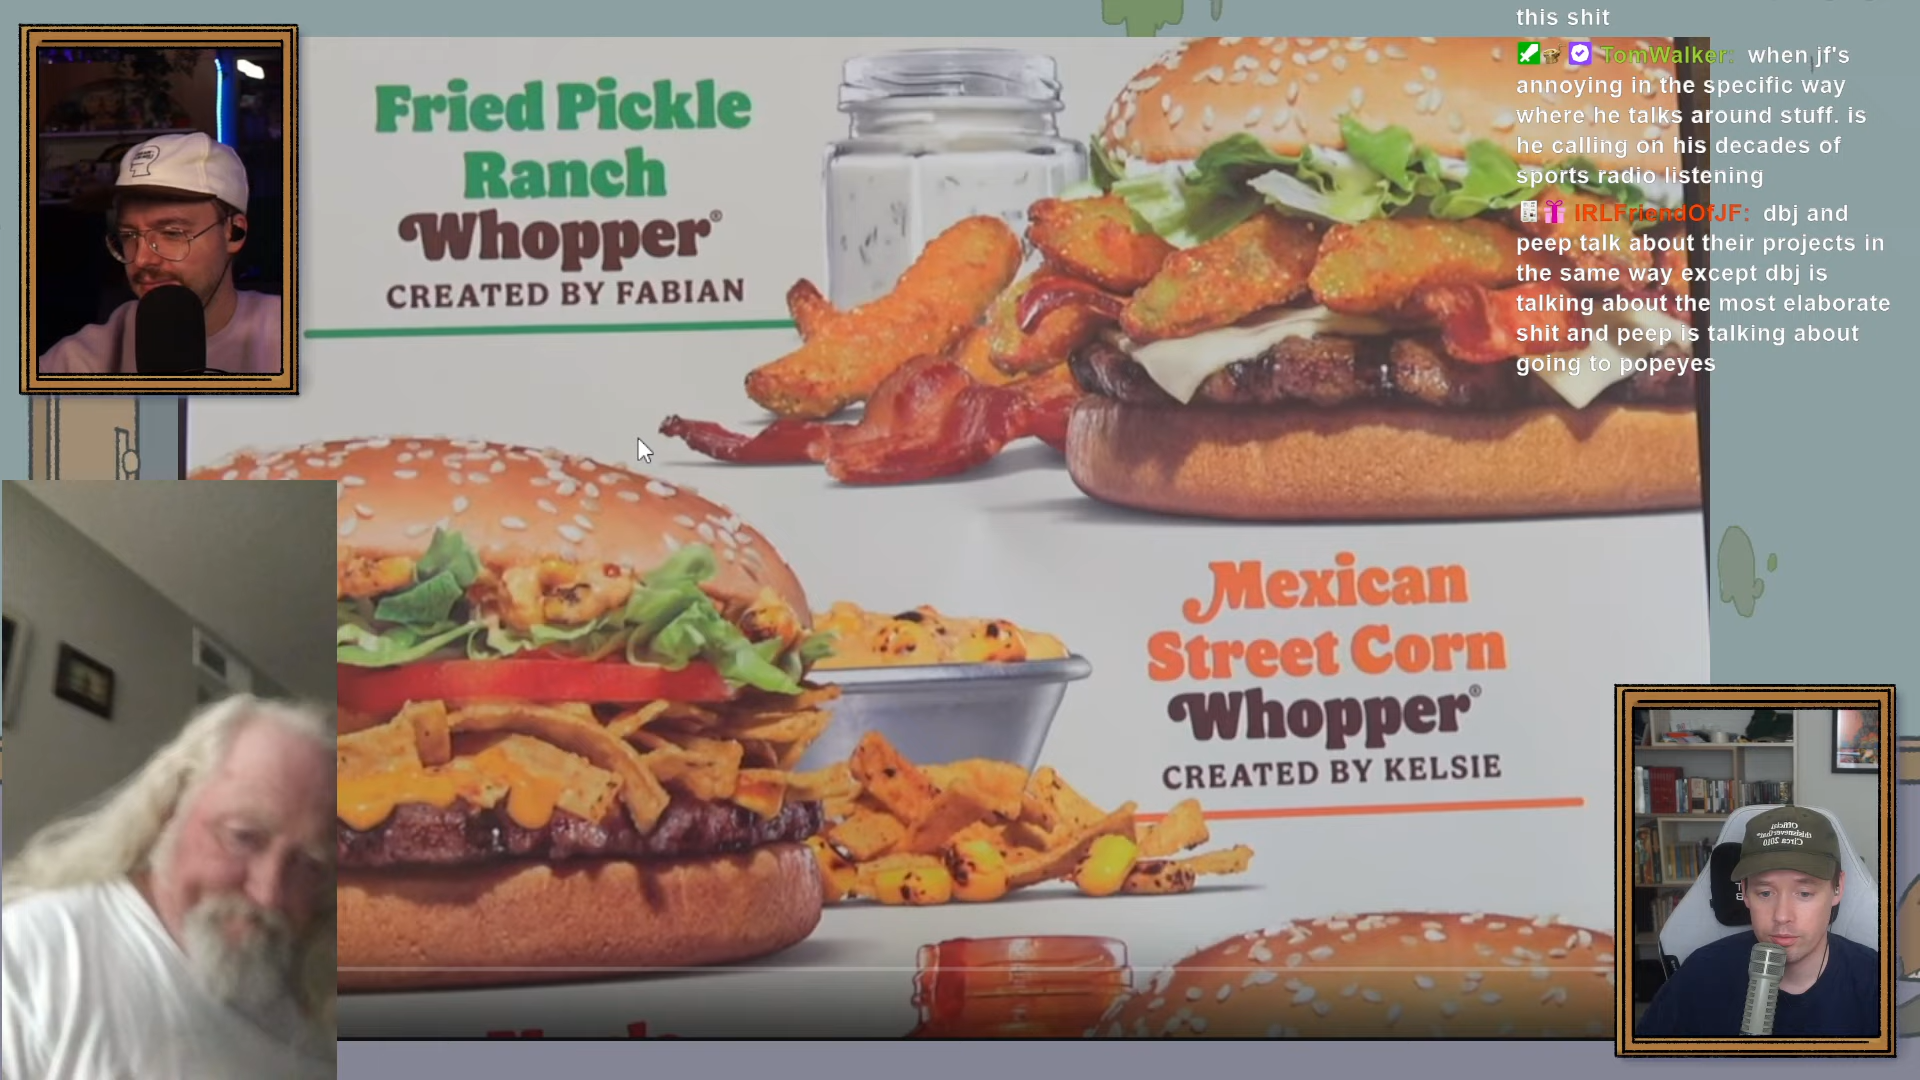 this shit
TomWalker: when jf's
annoying in the specific way
where he talks around stuff. is
he calling on his decades of
sports radio listening
IRLFriendOfJF: dbj and
peep talk about their projects in
the same way except dbj is
talking about the most elaborate
shit and peep is talking about
going to popeyes
Fried Pickle
Ranch
Whopper®
CREATED BY FABIAN
Mexican
Street Corn
Whopper®
CREATED BY KELSIE